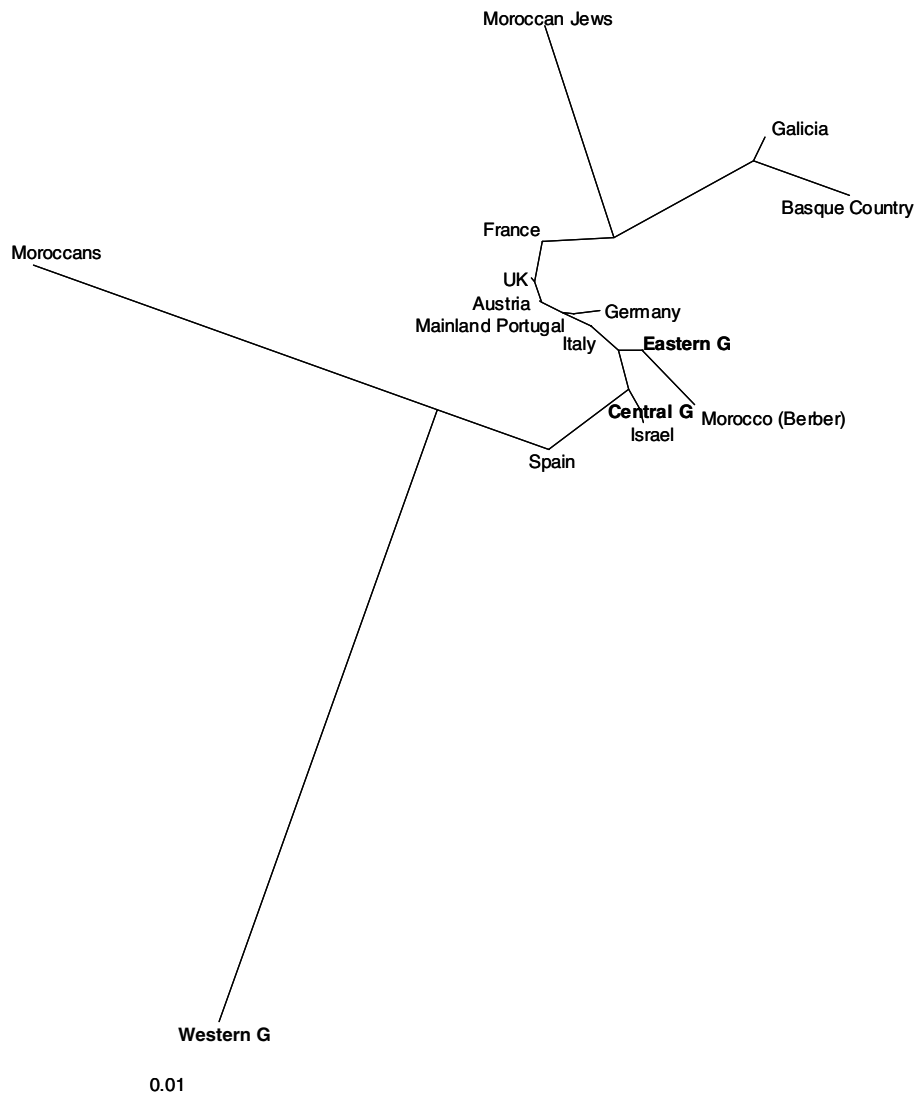 Moroccan Jews
Galicia
Basque Country
France
Moroccans
UK
Austria
Germany
Mainland Portugal
Italy
Eastern G
Central G
Morocco (Berber)
Israel
Spain
Western G
0.01